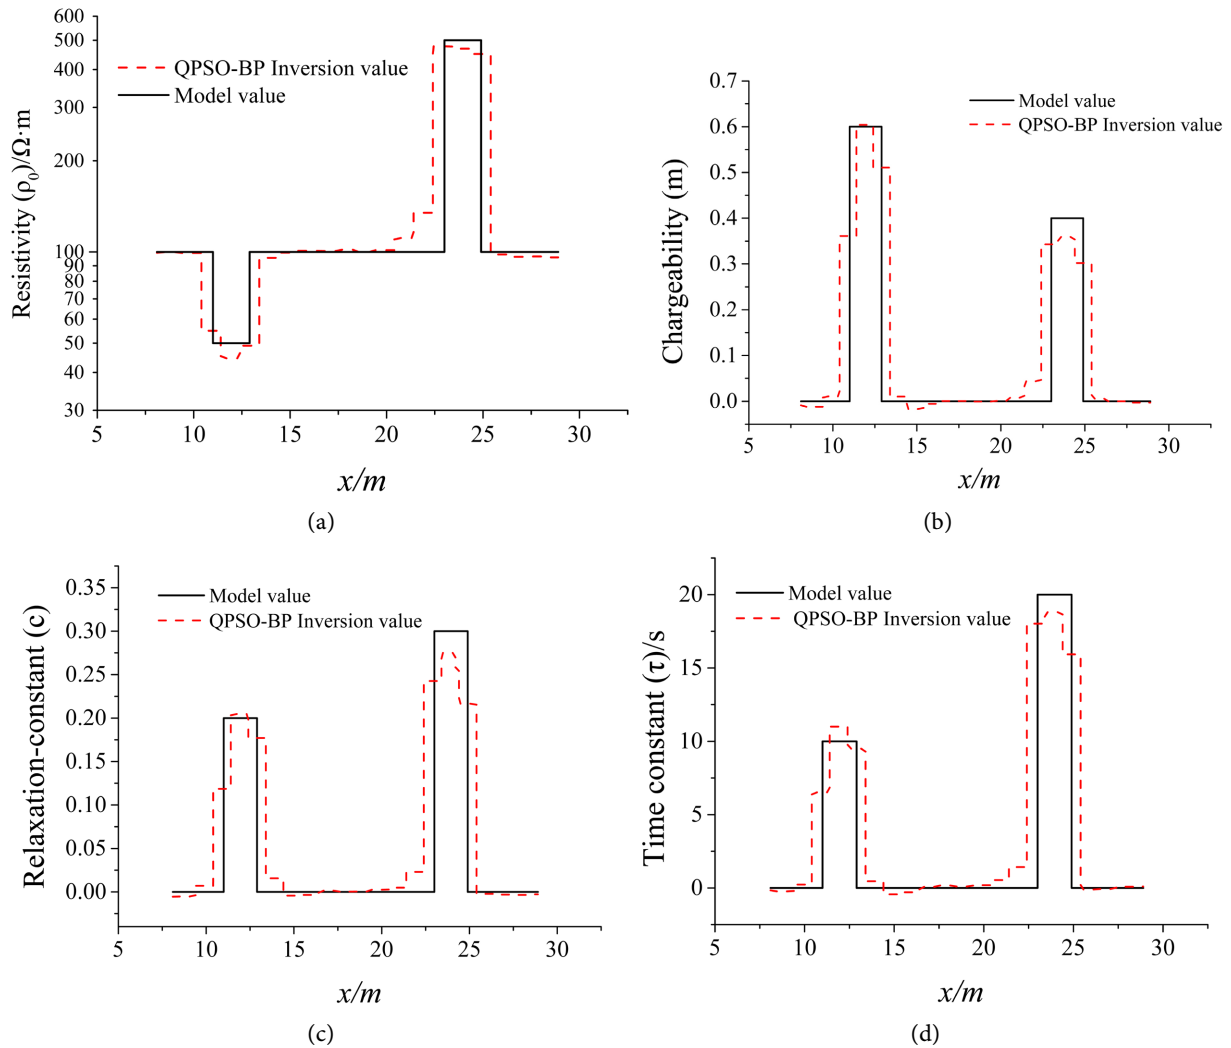 600
500
400
300
200
100
90
80
70
60
50
40
30
Resistivity (ρ0)/Ω·m
QPSO-BP Inversion value
Model value
5
10
15
20
25
30
x/m
(a)
0.7
0.6
0.5
0.4
0.3
0.2
0.1
0.0
Chargeability (m)
Model value
QPSO-BP Inversion value
5
10
15
20
25
30
x/m
(b)
0.35
0.30
0.25
0.20
0.15
0.10
0.05
0.00
Relaxation-constant (c)
Model value
QPSO-BP Inversion value
5
10
15
20
25
30
x/m
(c)
20
15
10
5
0
Time constant (τ)/s
Model value
QPSO-BP Inversion value
5
10
15
20
25
30
x/m
(d)